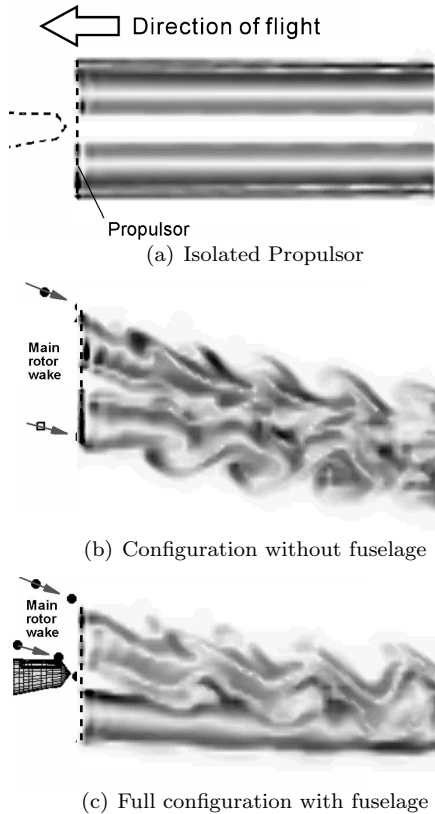 Direction of flight
Propulsor
(a) Isolated Propulsor
Main
rotor
wake
(b) Configuration without fuselage
Main
rotor
wake
(c) Full configuration with fuselage